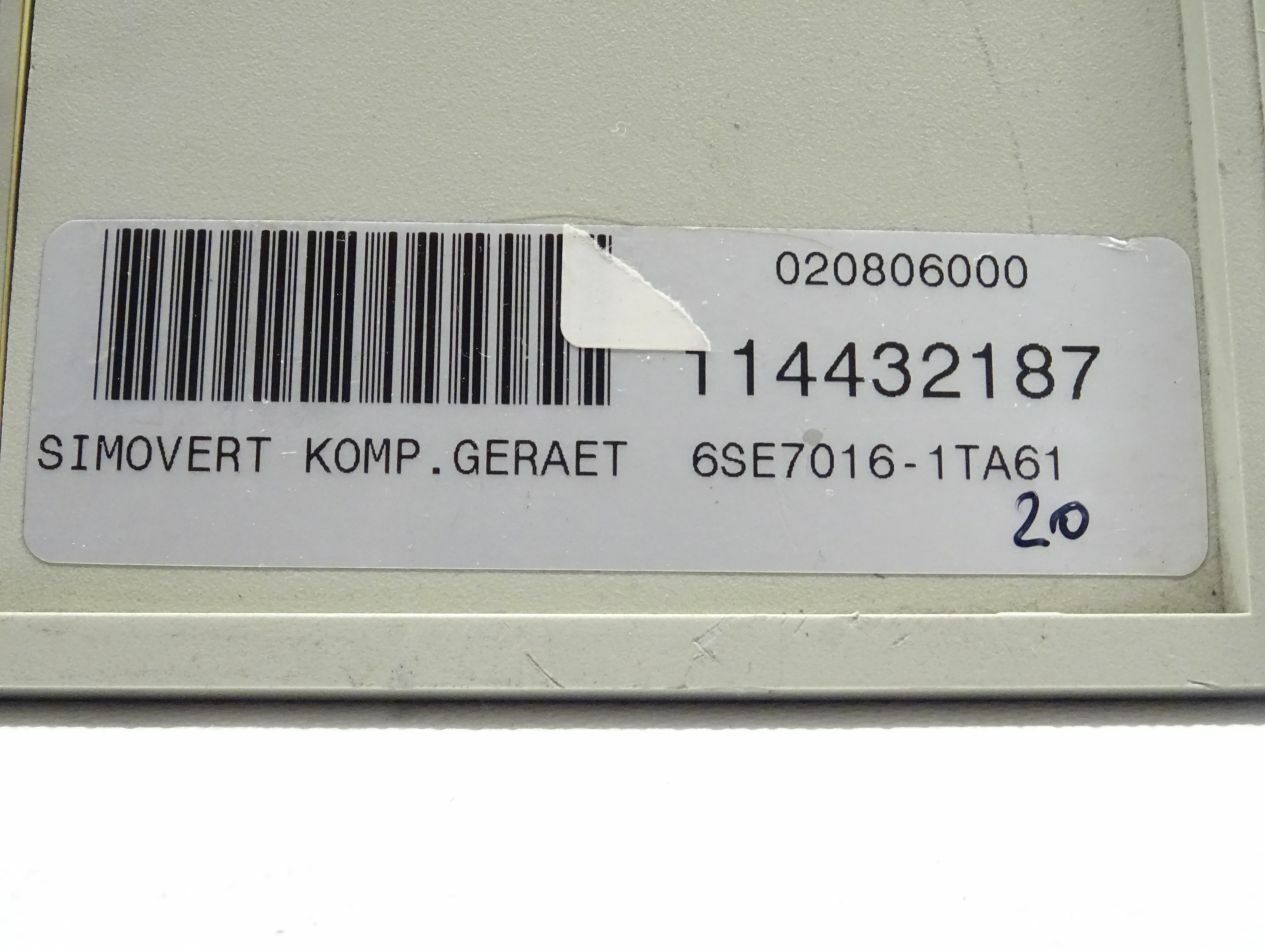 020806000
114432187
SIMOVERT KOMP.GERAET 6SE7016-1TA61
20